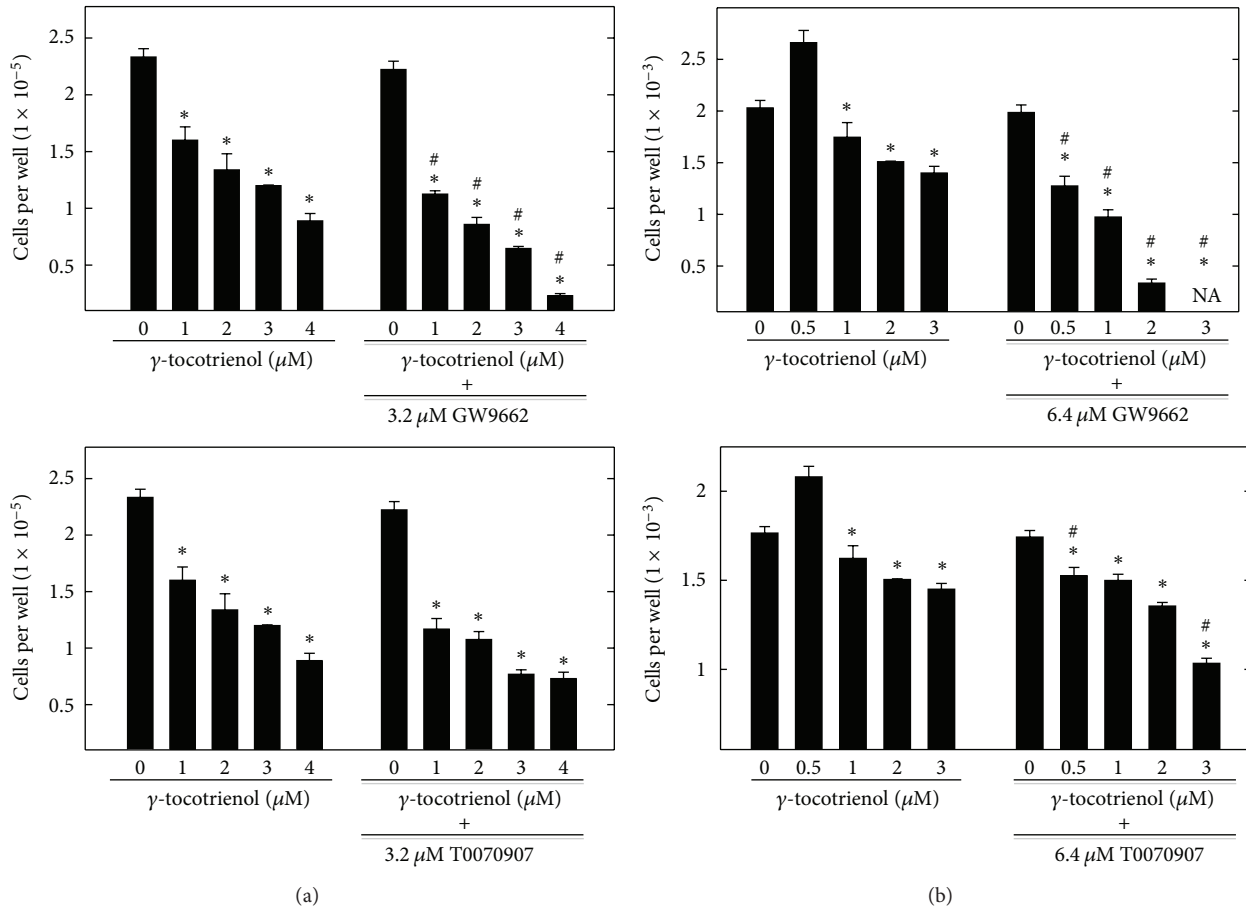 2.5
2
1.5
1
0.5
Cells per well (1 × 10⁻⁵)
* * * *
# # # #
* * * *
0 1 2 3 4 0 1 2 3 4
γ-tocotrienol (μM) γ-tocotrienol (μM)
+
3.2 μM GW9662
2.5
2
1.5
1
0.5
Cells per well (1 × 10⁻³)
* * *
# # # #
* * * *
NA
0 0.5 1 2 3 0 0.5 1 2 3
γ-tocotrienol (μM) γ-tocotrienol (μM)
+
6.4 μM GW9662
2.5
2
1.5
1
0.5
Cells per well (1 × 10⁻⁵)
* * * *
* * * *
0 1 2 3 4 0 1 2 3 4
γ-tocotrienol (μM) γ-tocotrienol (μM)
+
3.2 μM T0070907
(a)
2
1.5
1
Cells per well (1 × 10⁻³)
* * *
# #
* * * *
0 0.5 1 2 3 0 0.5 1 2 3
γ-tocotrienol (μM) γ-tocotrienol (μM)
+
6.4 μM T0070907
(b)